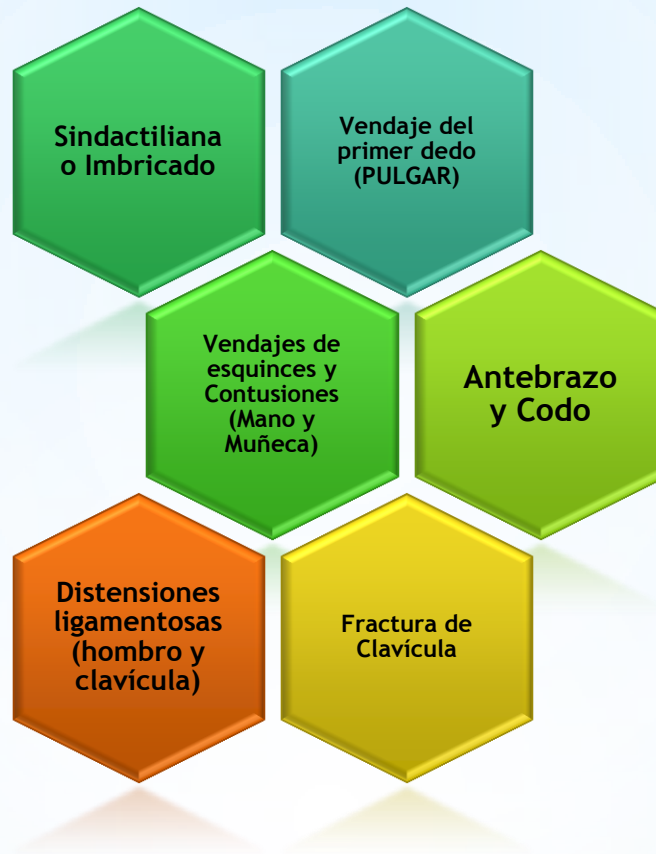 Sindactiliana
o Imbricado
Vendaje del
primer dedo
(PULGAR)
Vendajes de
esquinces y
Contusiones
(Mano y
Muñeca)
Antebrazo
y Codo
Distensiones
ligamentosas
(hombro y
clavícula)
Fractura de
Clavícula